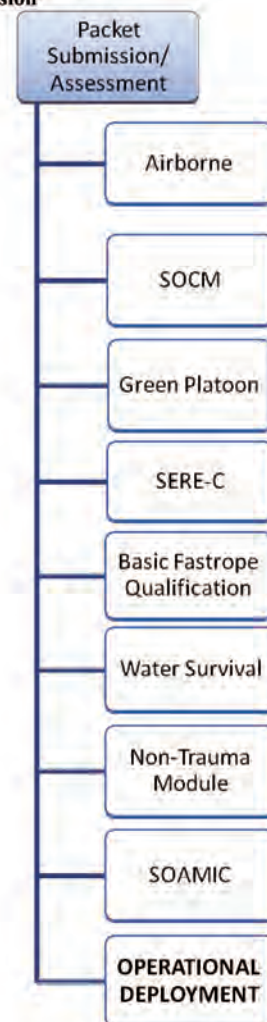 sion
Packet
Submission/
Assessment
Airborne
SOCM
Green Platoon
SERE-C
Basic Fastrope
Qualification
Water Survival
Non-Trauma
Module
SOAMIC
OPERATIONAL
DEPLOYMENT